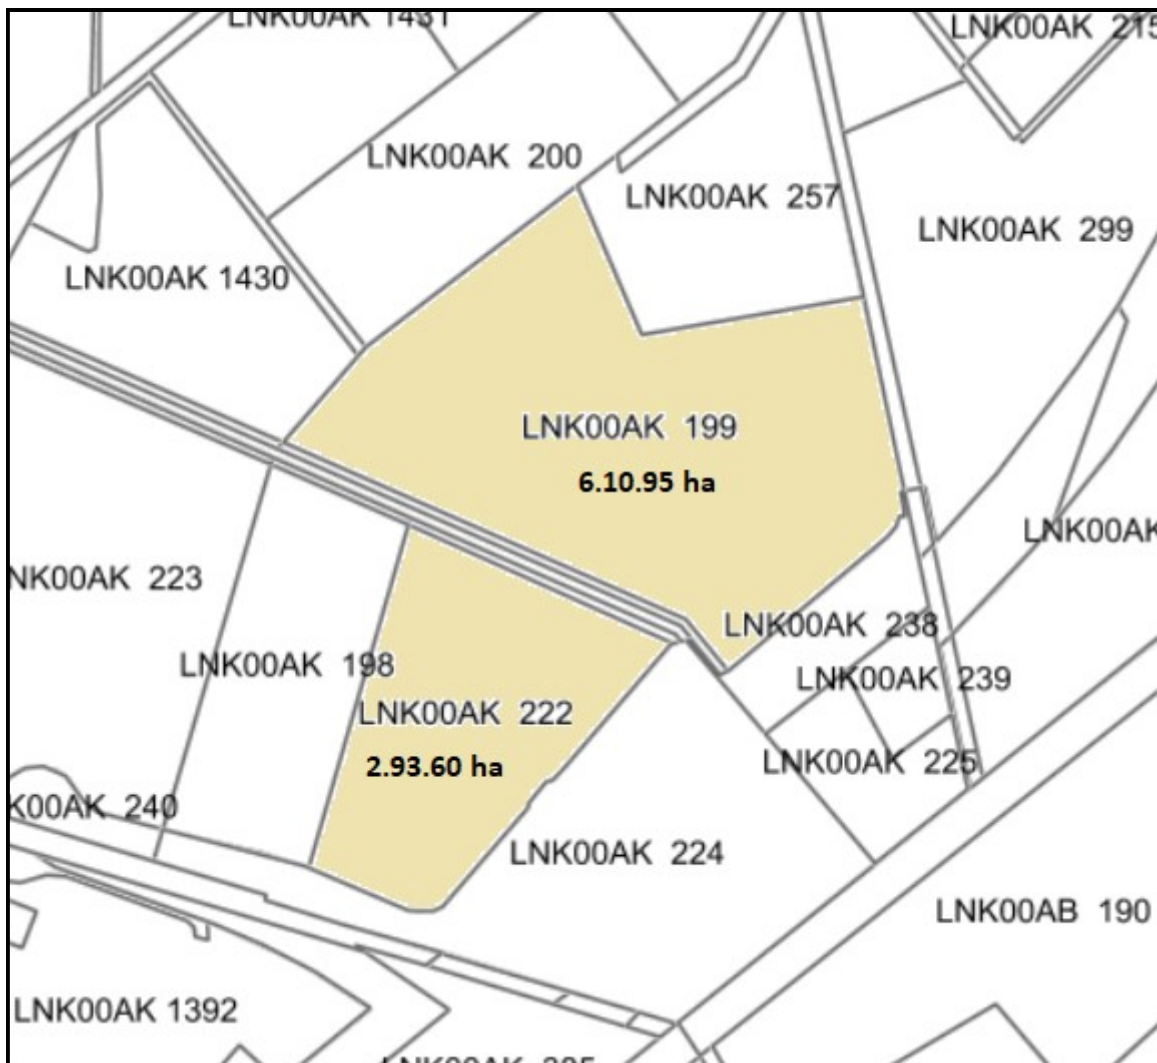 LNK00AK 1431
LNK00AK 215
LNK00AK 200
LNK00AK 257
LNK00AK 299
LNK00AK 1430
LNK00AK 199
6.10.95 ha
LNK00AK
NK00AK 223
LNK00AK 238
LNK00AK 198
LNK00AK 239
LNK00AK 222
2.93.60 ha
LNK00AK 225
K00AK 240
LNK00AK 224
LNK00AB 190
LNK00AK 1392